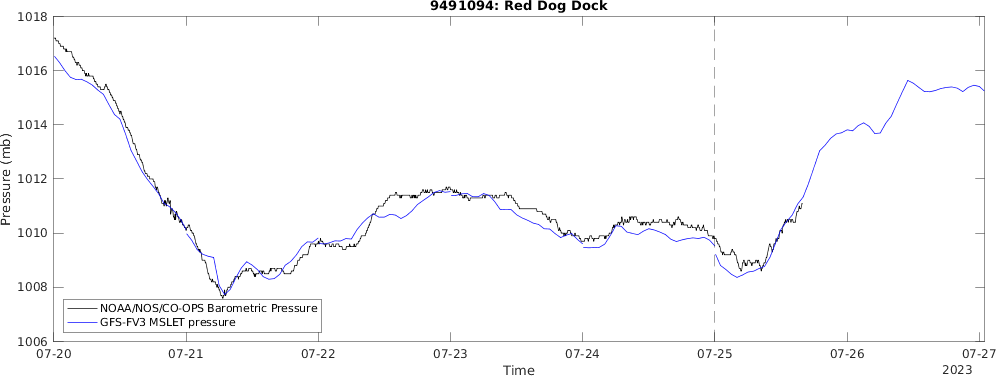 9491094: Red Dog Dock
1018
1016
1014
1012
1010
1008
1006
Pressure (mb)
NOAA/NOS/CO-OPS Barometric Pressure
GFS-FV3 MSLET pressure
07-20 07-21 07-22 07-23 07-24 07-25 07-26 07-27
Time
2023